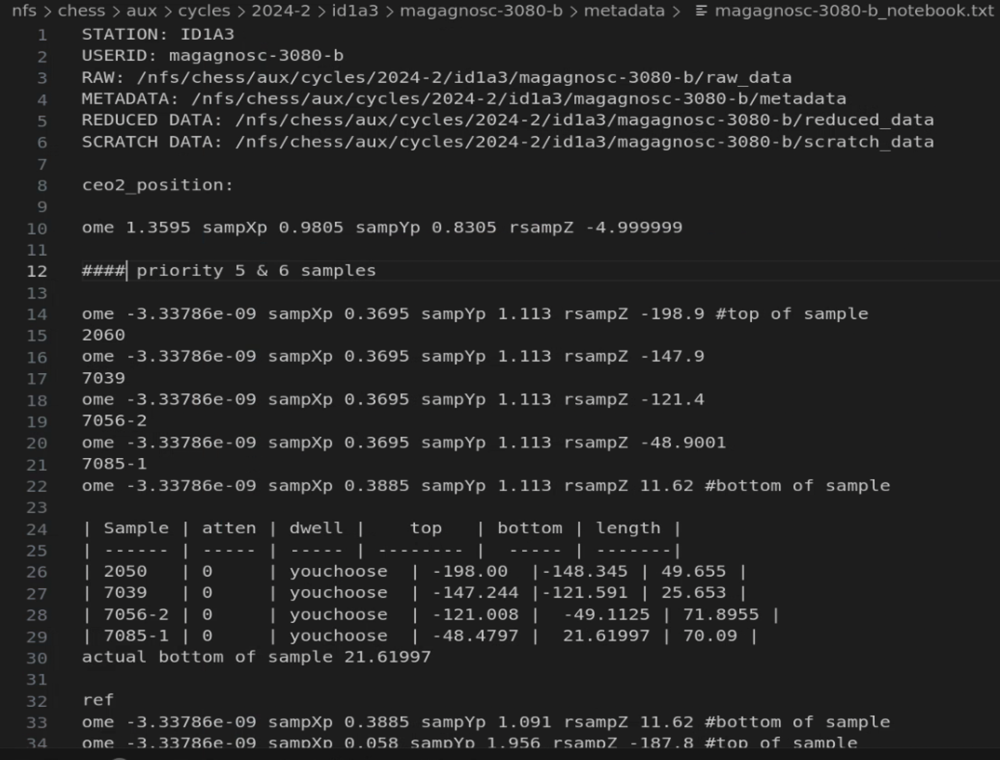 nfs > chess > aux > cycles > 2024-2 > id1a3 > magagnosc-3080-b > metadata > magagnosc-3080-b_notebook.txt
1 STATION: ID1A3
2 USERID: magagnosc-3080-b
3 RAW: /nfs/chess/aux/cycles/2024-2/id1a3/magagnosc-3080-b/raw_data
4 METADATA: /nfs/chess/aux/cycles/2024-2/id1a3/magagnosc-3080-b/metadata
5 REDUCED DATA: /nfs/chess/aux/cycles/2024-2/id1a3/magagnosc-3080-b/reduced_data
6 SCRATCH DATA: /nfs/chess/aux/cycles/2024-2/id1a3/magagnosc-3080-b/scratch_data
7
8 ceo2_position:
9
10 ome 1.3595 sampXp 0.9805 sampYp 0.8305 rsampZ -4.999999
11
12 #### priority 5 & 6 samples
13
14 ome -3.33786e-09 sampXp 0.3695 sampYp 1.113 rsampZ -198.9 #top of sample
15 2060
16 ome -3.33786e-09 sampXp 0.3695 sampYp 1.113 rsampZ -147.9
17 7039
18 ome -3.33786e-09 sampXp 0.3695 sampYp 1.113 rsampZ -121.4
19 7056-2
20 ome -3.33786e-09 sampXp 0.3695 sampYp 1.113 rsampZ -48.9001
21 7085-1
22 ome -3.33786e-09 sampXp 0.3885 sampYp 1.113 rsampZ 11.62 #bottom of sample
23
24 | Sample | atten | dwell |    top   | bottom | length |
25 | ------ | ----- | ----- | -------- |  ----- | -------|
26 | 2050   | 0     | youchoose  | -198.00  |-148.345 | 49.655 |
27 | 7039   | 0     | youchoose  | -147.244 |-121.591 | 25.653 |
28 | 7056-2 | 0     | youchoose  | -121.008 |  -49.1125 | 71.8955 |
29 | 7085-1 | 0     | youchoose  | -48.4797 |  21.61997 | 70.09 |
30 actual bottom of sample 21.61997
31
32 ref
33 ome -3.33786e-09 sampXp 0.3885 sampYp 1.091 rsampZ 11.62 #bottom of sample
34 ome -3.33786e-09 sampXp 0.058 sampYp 1.956 rsampZ -187.8 #top of sample